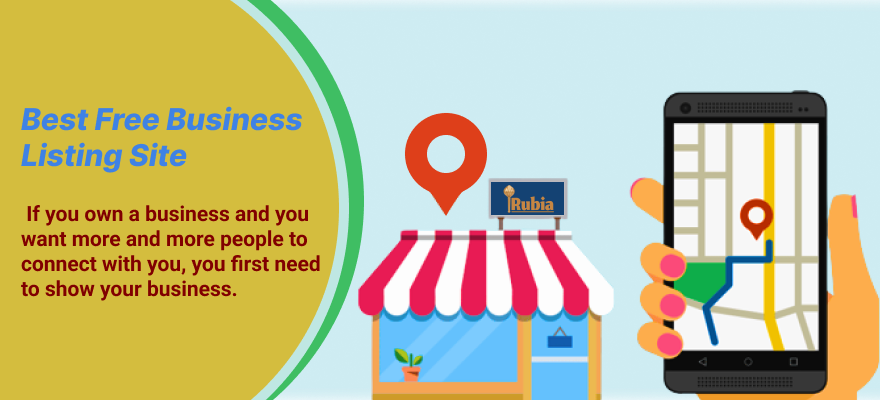 Best Free Business
Listing Site
If you own a business and you
want more and more people to
connect with you, you first need
to show your business.
Rubia